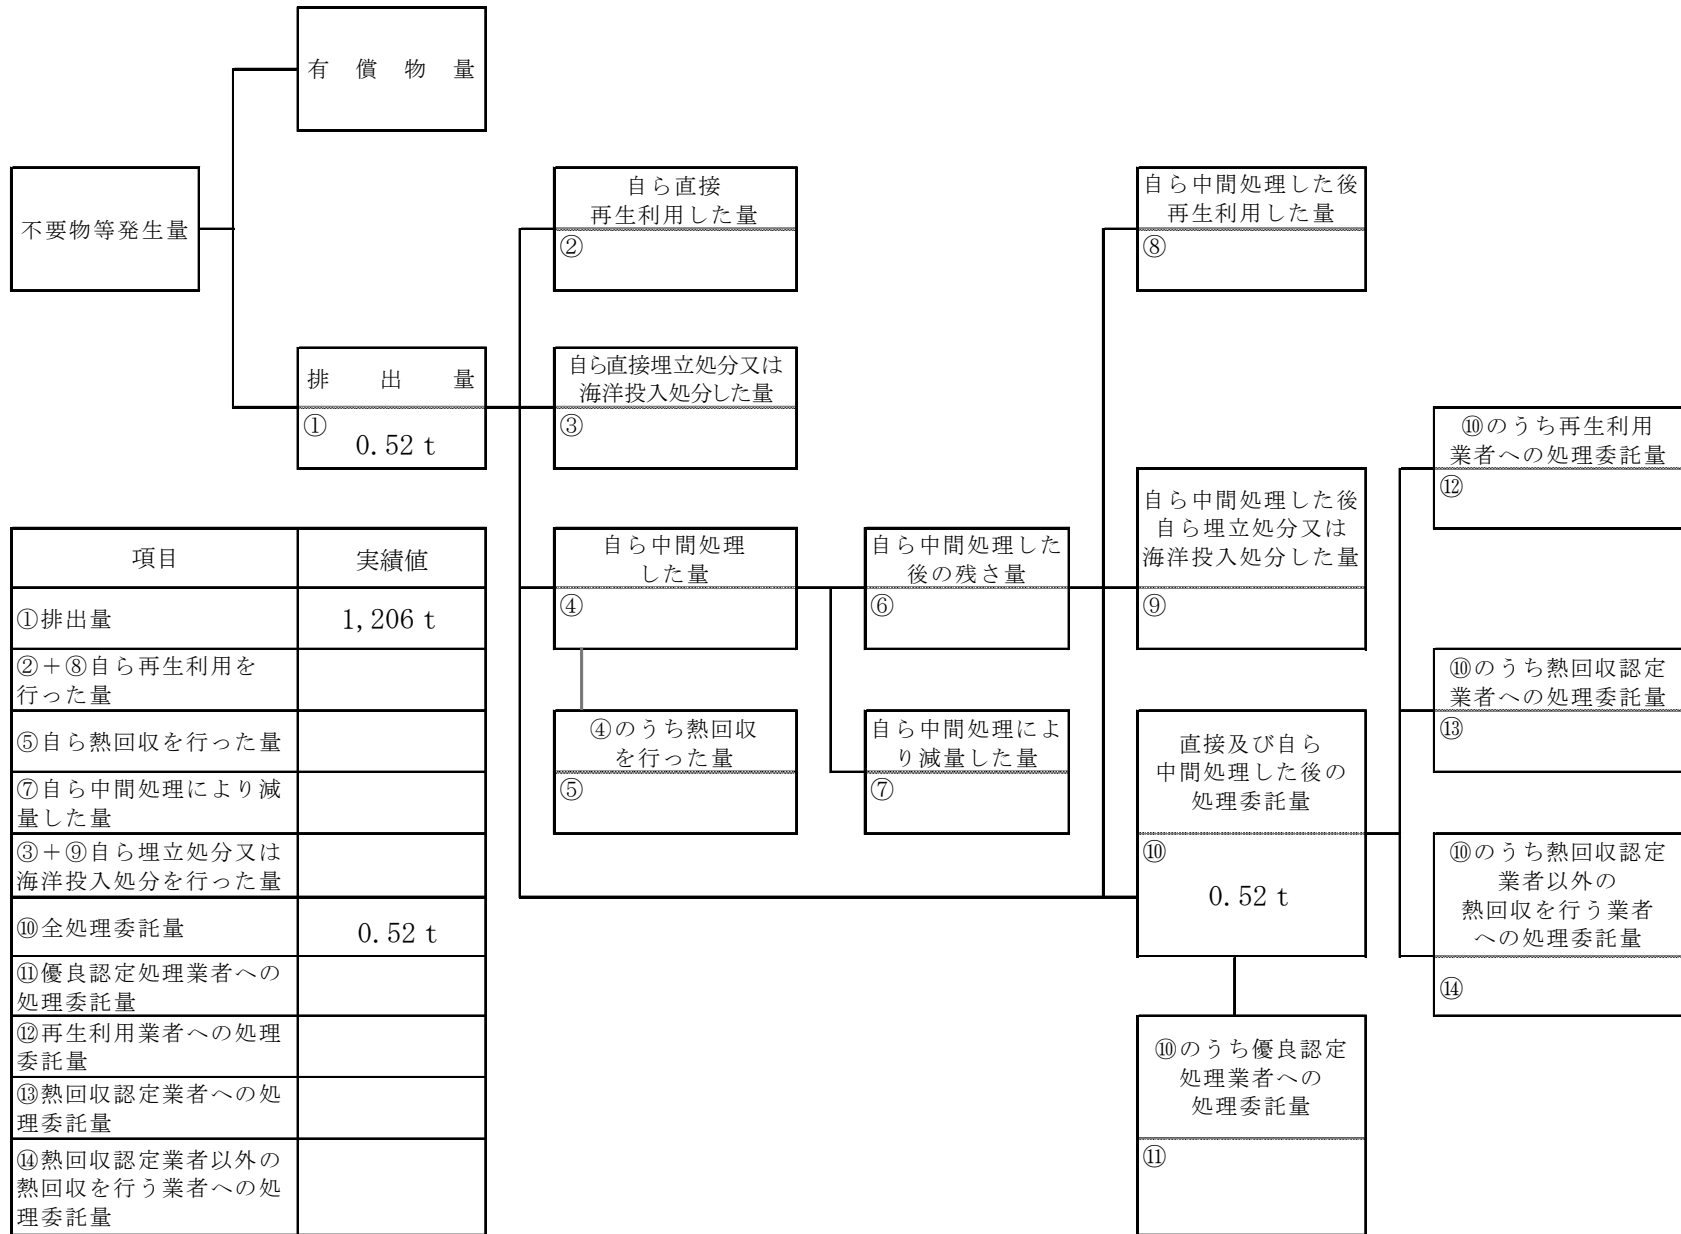 有償物量
不要物等発生量
排出量
①
0.52 t
自ら直接
再生利用した量
②
自ら直接埋立処分又は
海洋投入処分した量
③
自ら中間処理
した量
④
④のうち熱回収
を行った量
⑤
自ら中間処理した
後の残さ量
⑥
自ら中間処理によ
り減量した量
⑦
自ら中間処理した後
再生利用した量
⑧
自ら中間処理した後
自ら埋立処分又は
海洋投入処分した量
⑨
直接及び自ら
中間処理した後の
処理委託量
⑩
0.52 t
⑩のうち優良認定
処理業者への
処理委託量
⑪
⑩のうち再生利用
業者への処理委託量
⑫
⑩のうち熱回収認定
業者への処理委託量
⑬
⑩のうち熱回収認定
業者以外の
熱回収を行う業者
への処理委託量
⑭
項目 実績値
①排出量 1,206 t
②＋⑧自ら再生利用を
行った量
⑤自ら熱回収を行った量
⑦自ら中間処理により減
量した量
③＋⑨自ら埋立処分又は
海洋投入処分を行った量
⑩全処理委託量 0.52 t
⑪優良認定処理業者への
処理委託量
⑫再生利用業者への処理
委託量
⑬熱回収認定業者への処
理委託量
⑭熱回収認定業者以外の
熱回収を行う業者への処
理委託量